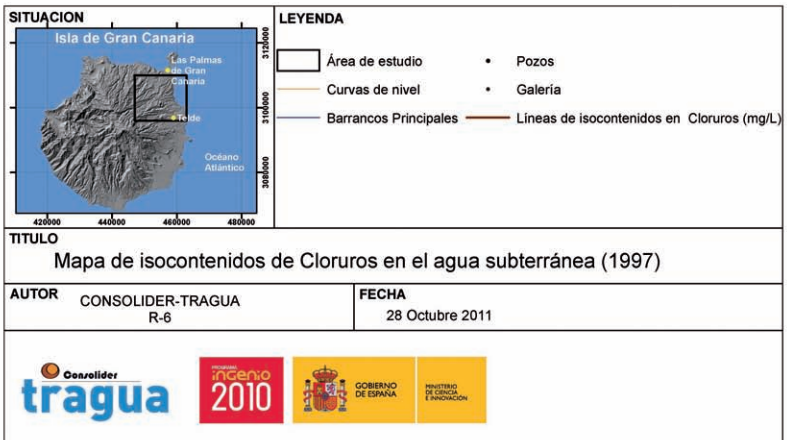 SITUACION
Isla de Gran Canaria
Las Palmas
de Gran
Canaria
Telde
Océano
Atlántico
3120000
3100000
3080000
420000 440000 460000 480000
LEYENDA
Área de estudio
Pozos
Curvas de nivel
Galería
Barrancos Principales
Líneas de isocontenidos en Cloruros (mg/L)
TITULO
Mapa de isocontenidos de Cloruros en el agua subterránea (1997)
AUTOR
CONSOLIDER-TRAGUA
R-6
FECHA
28 Octubre 2011
Consolider
tragua
PROGRAMA
ingenio
2010
GOBIERNO
DE ESPAÑA
MINISTERIO
DE CIENCIA
E INNOVACIÓN